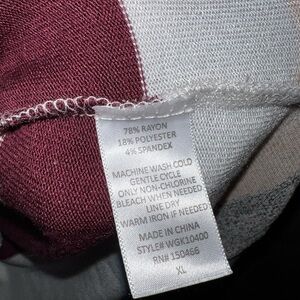 78% RAYON
18% POLYESTER
4% SPANDEX
MACHINE WASH COLD
GENTLE CYCLE
ONLY NON-CHLORINE
BLEACH WHEN NEEDED
LINE DRY
WARM IRON IF NEEDED
MADE IN CHINA
STYLE# WGK10400
RN# 150466
XL